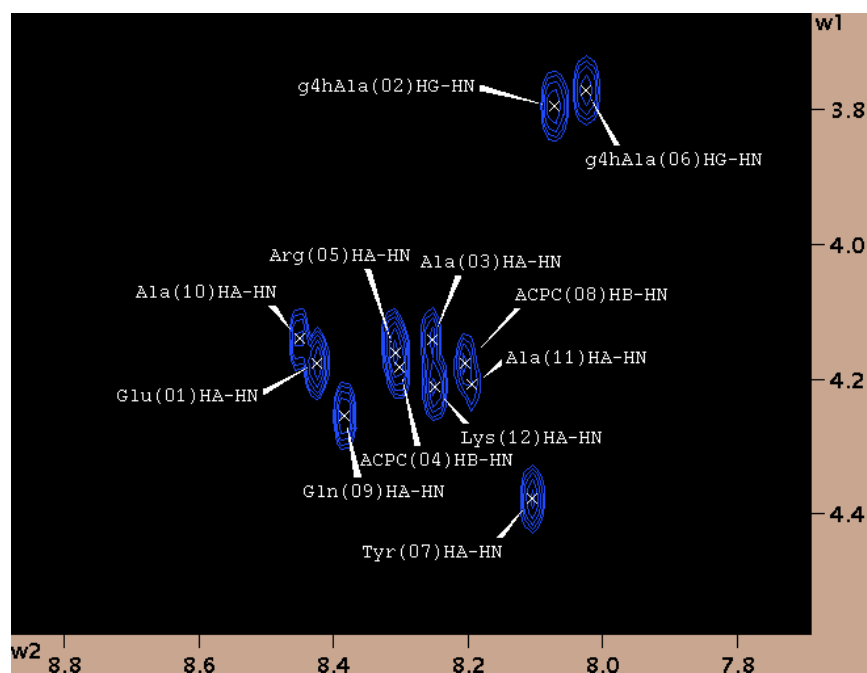 w1
g4hAla(02)HG-HN
3.8
g4hAla(06)HG-HN
4.0
Arg(05)HA-HN
Ala(03)HA-HN
Ala(10)HA-HN
ACPC(08)HB-HN
Ala(11)HA-HN
4.2
Glu(01)HA-HN
Lys(12)HA-HN
ACPC(04)HB-HN
Gln(09)HA-HN
4.4
Tyr(07)HA-HN
w2
8.8 8.6 8.4 8.2 8.0 7.8